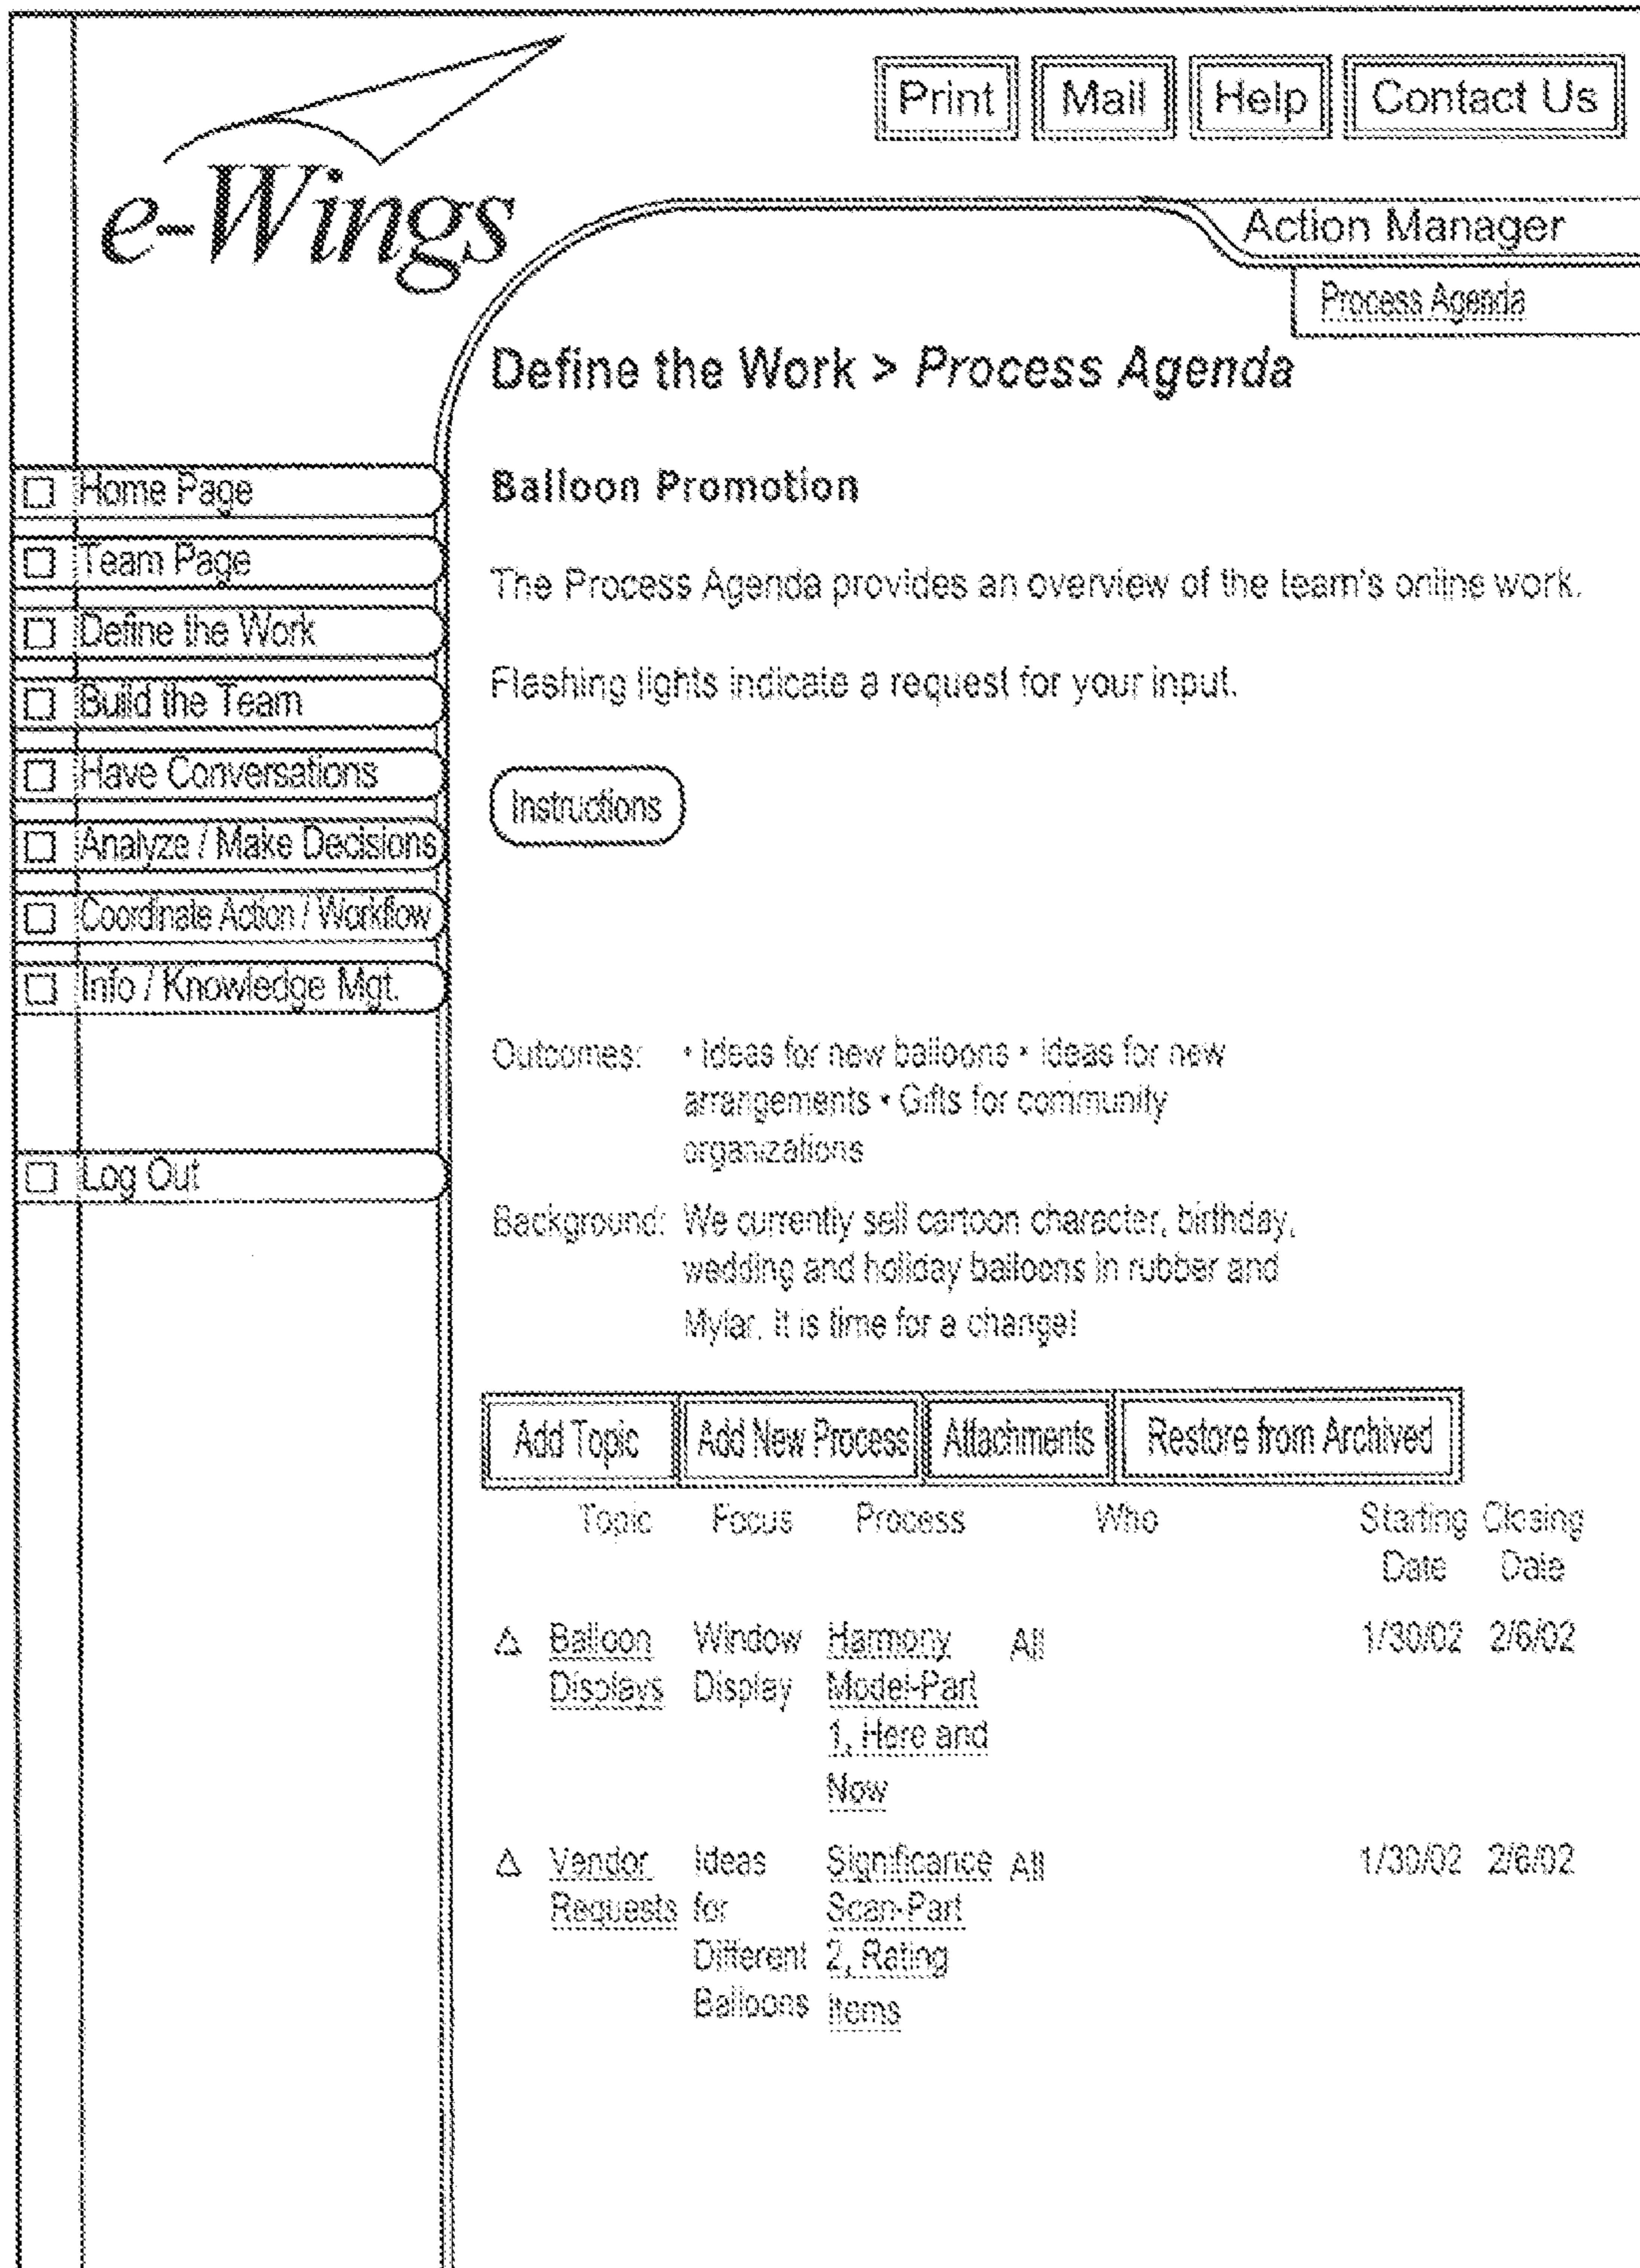 Print Mail Help Contact Us
e-Wings
Action Manager
Process Agenda
Define the Work > Process Agenda
Home Page
Team Page
Define the Work
Build the Team
Have Conversations
Analyze / Make Decisions
Coordinate Action / Workflow
Info / Knowledge Mgt.
Log Out
Balloon Promotion
The Process Agenda provides an overview of the team's online work.
Flashing lights indicate a request for your input.
Instructions
Outcomes: • Ideas for new balloons • ideas for new
arrangements • Gifts for community
organizations
Background: We currently sell cartoon character, birthday,
wedding and holiday balloons in rubber and
Mylar. It is time for a change!
Add Topic Add New Process Attachments Restore from Archived
Topic Focus Process Who Starting Closing
Date Date
Balloon Window Harmony All 1/30/02 2/6/02
Displays Display Model-Part
1, Here and
Now
Vendor Ideas Significance All 1/30/02 2/6/02
Requests for Scan-Part
Different 2, Rating
Balloons items